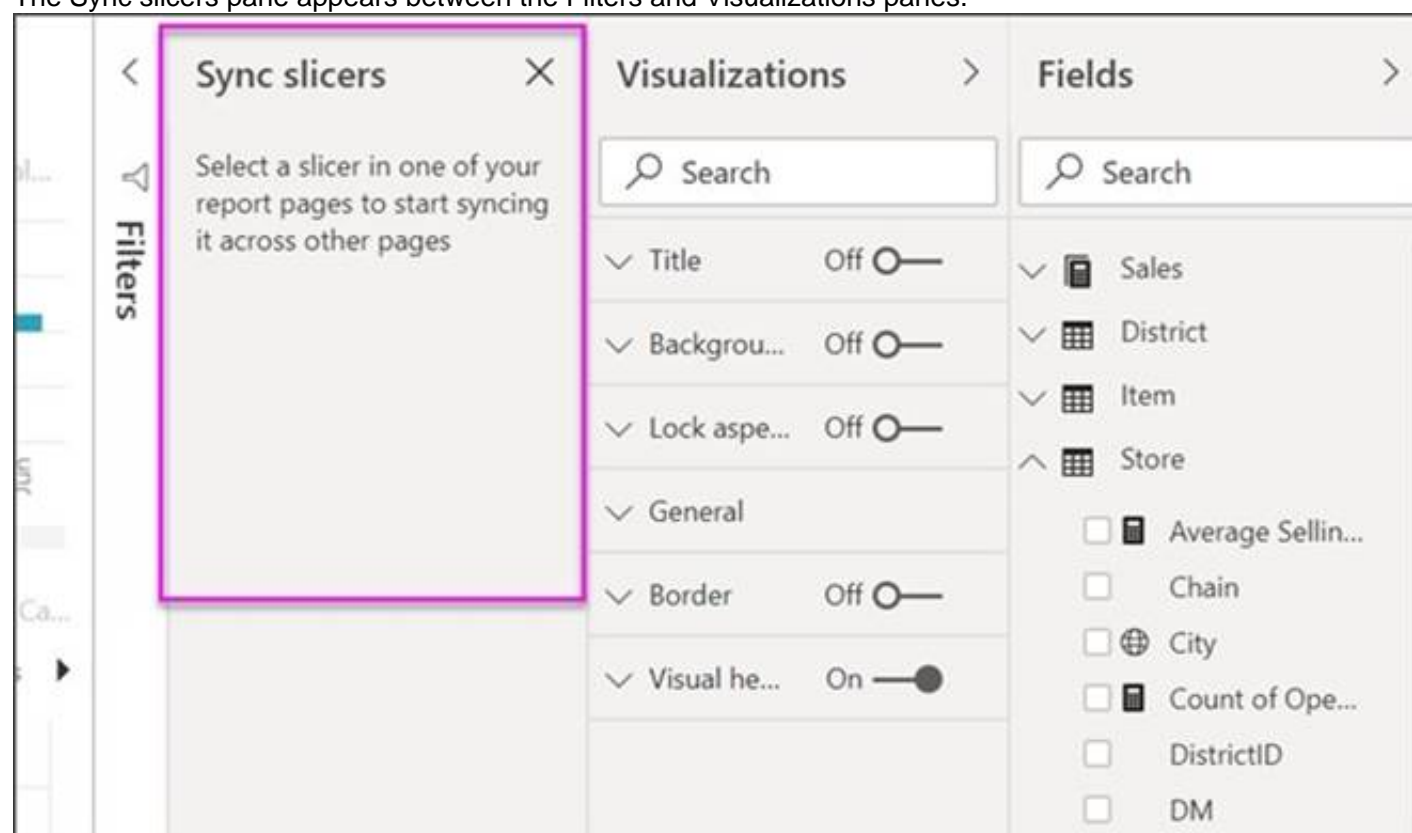 The Sync slicers pane appears between the Filters and Visualizations panes.
Sync slicers
Select a slicer in one of your
report pages to start syncing
it across other pages
Filters
Visualizations
Search
Title Off
Backgrou... Off
Lock aspe... Off
General
Border Off
Visual he... On
Fields
Search
Sales
District
Item
Store
Average Sellin...
Chain
City
Count of Ope...
DistrictID
DM
Ca...